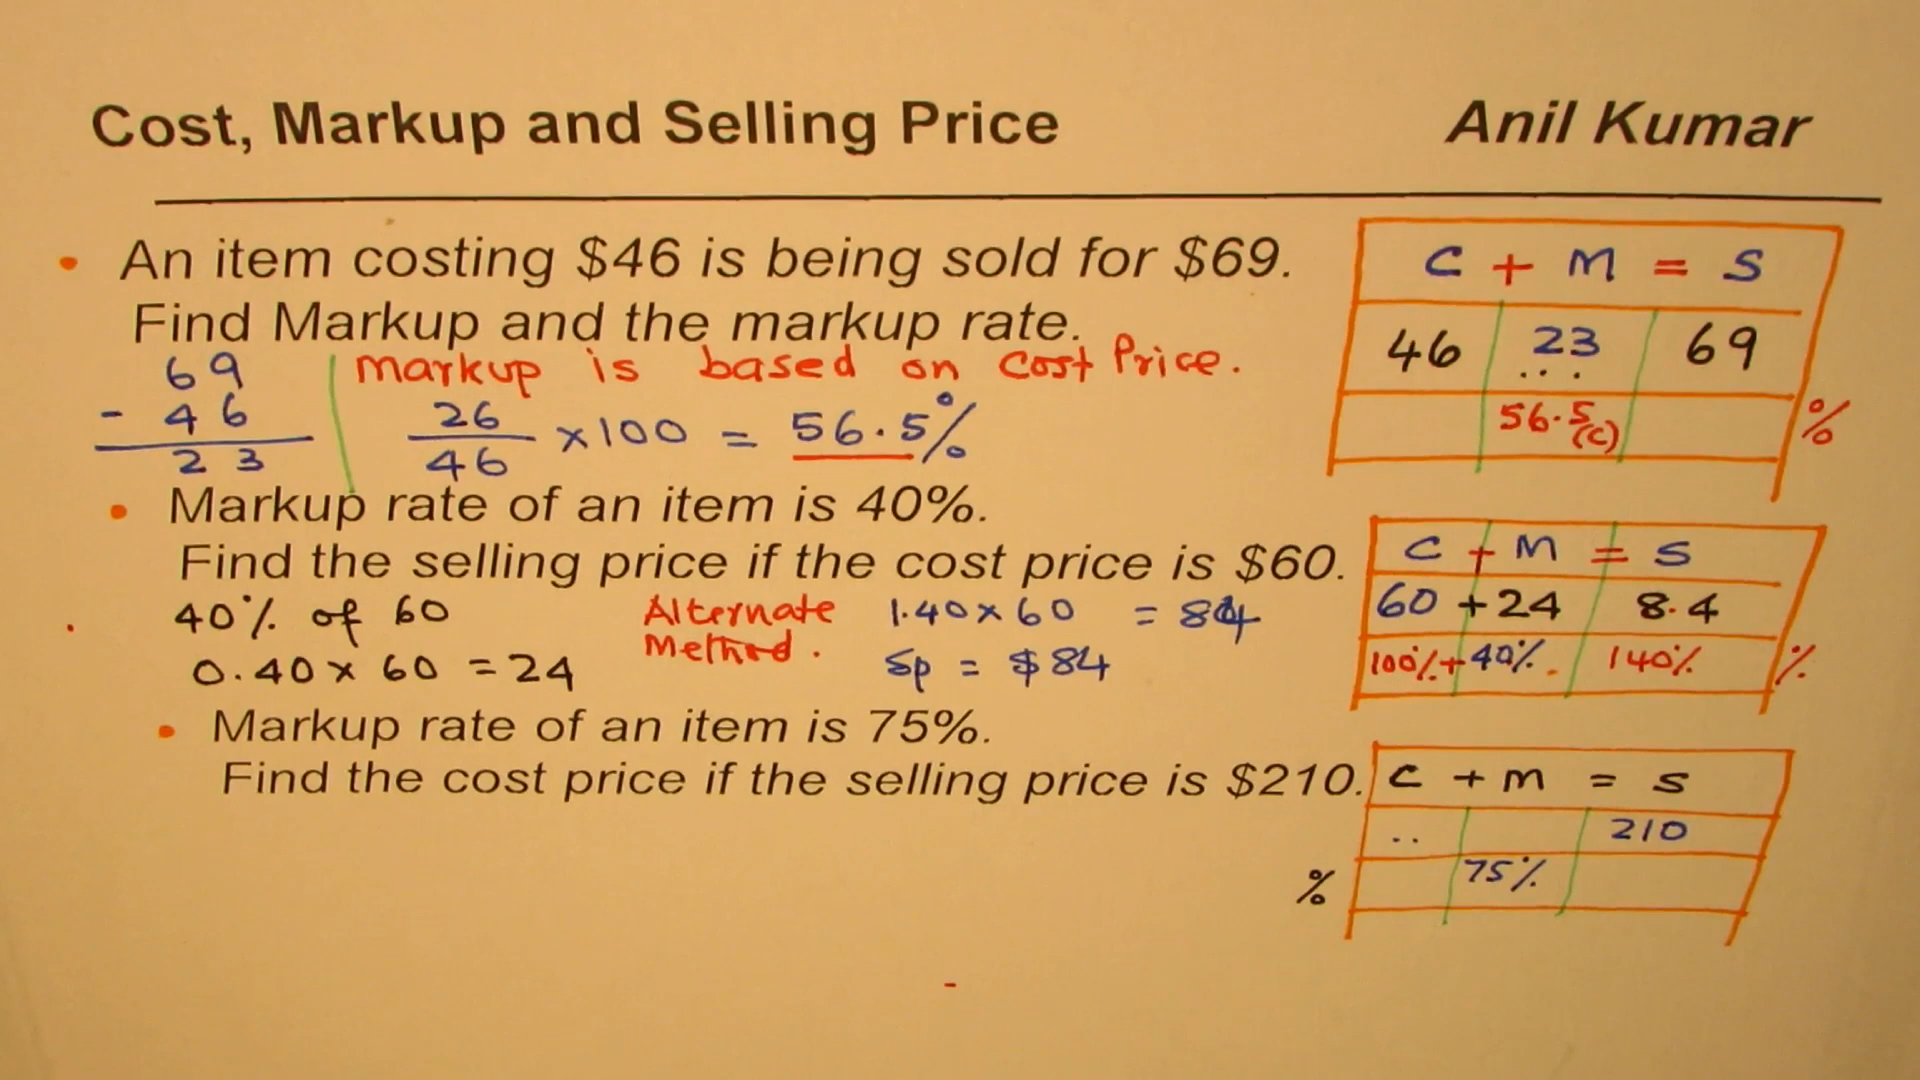 Cost, Markup and Selling Price
Anil Kumar
• An item costing $46 is being sold for $69.
Find Markup and the markup rate.
69
- 46
23
markup is based on Cost Price.
26/46 ×100 = 56.5%
C + M = S
46 23 69
...
56.5 (C) %
• Markup rate of an item is 40%.
Find the selling price if the cost price is $60.
40% of 60
0.40 × 60 = 24
Alternate
Method.
1.40 × 60 = 84
Sp = $84
C + M = S
60 + 24 8.4
100% + 40%. 140% %
• Markup rate of an item is 75%.
Find the cost price if the selling price is $210.
C + M = S
.. 210
% 75%